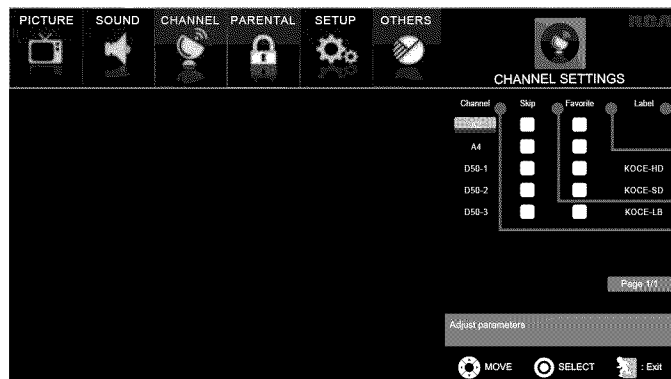 PICTURE SOUND CHANNEL PARENTAL SETUP OTHERS
RCA
CHANNEL SETTINGS
Channel Skip Favorite Label
A4
D50-1 KOCE-HD
D50-2 KOCE-SD
D50-3 KOCE-LB
Page 1/1
Adjust parameters
MOVE SELECT : Exit